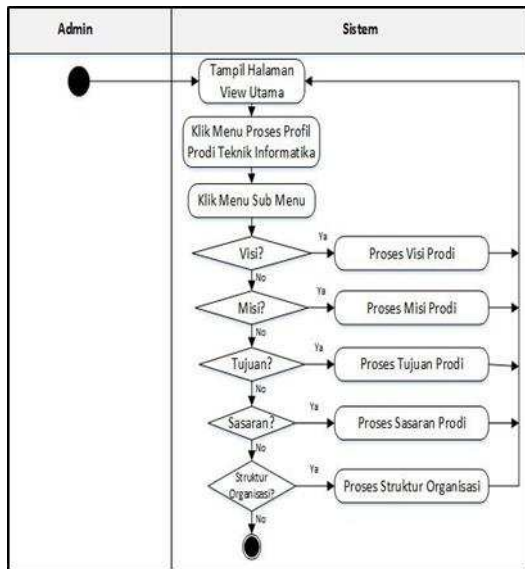 Admin
Sistem
Tampil Halaman
View Utama
Klik Menu Proses Profil
Prodi Teknik Informatika
Klik Menu Sub Menu
Visi?
Ya
Proses Visi Prodi
No
Misi?
Ya
Proses Misi Prodi
No
Tujuan?
Ya
Proses Tujuan Prodi
No
Sasaran?
Ya
Proses Sasaran Prodi
No
Struktur
Organisasi?
Ya
Proses Struktur Organisasi
No